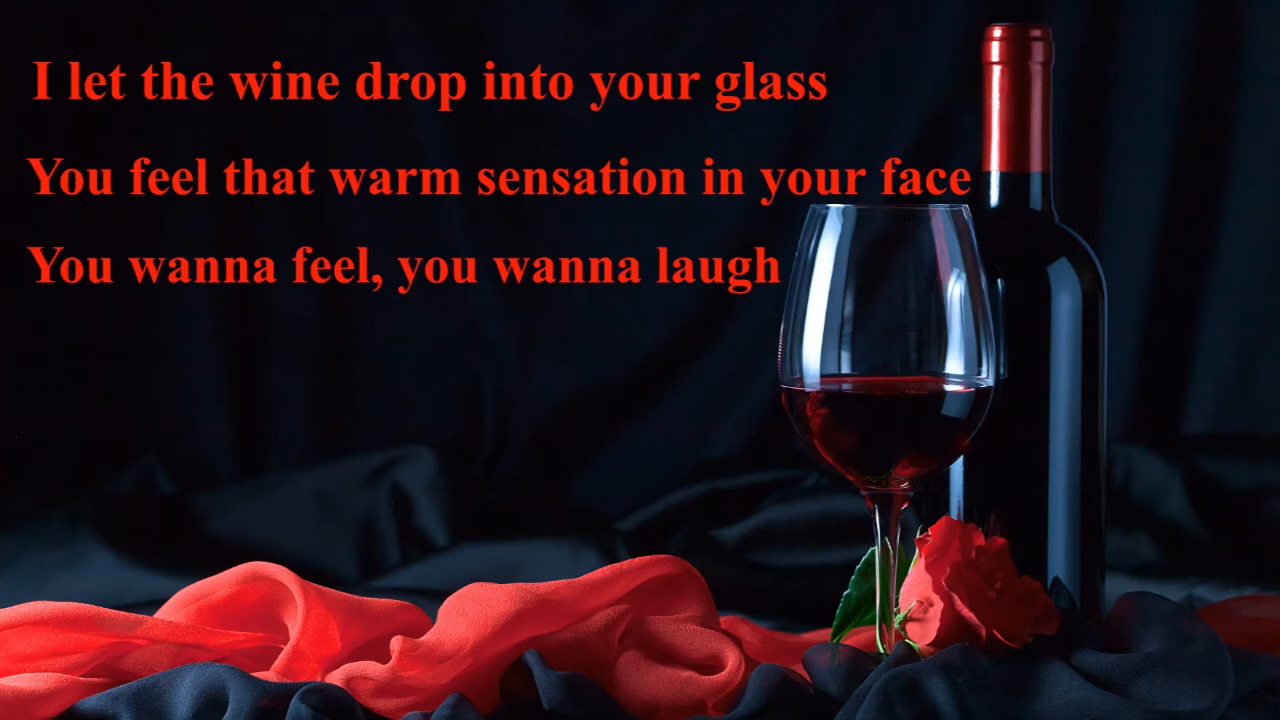 I let the wine drop into your glass
You feel that warm sensation in your face
You wanna feel, you wanna laugh